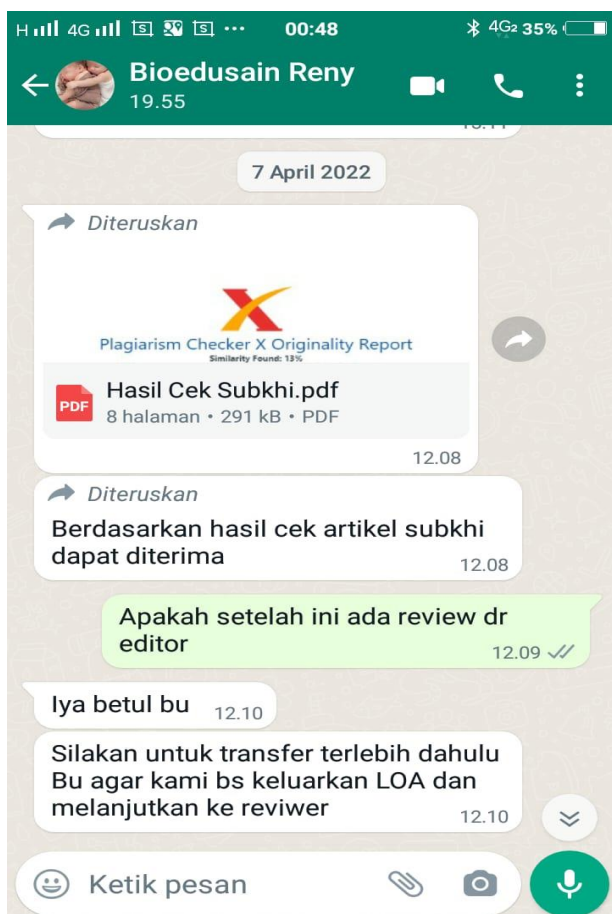 H 4G 00:48 4G2 35%
Bioedusain Reny
19.55
7 April 2022
Diteruskan
X
Plagiarism Checker X Originality Report
Similarity Found: 13%
PDF
Hasil Cek Subkhi.pdf
8 halaman • 291 kB • PDF
12.08
Diteruskan
Berdasarkan hasil cek artikel subkhi
dapat diterima
12.08
Apakah setelah ini ada review dr
editor
12.09
Iya betul bu 12.10
Silakan untuk transfer terlebih dahulu
Bu agar kami bs keluarkan LOA dan
melanjutkan ke reviwer
12.10
Ketik pesan